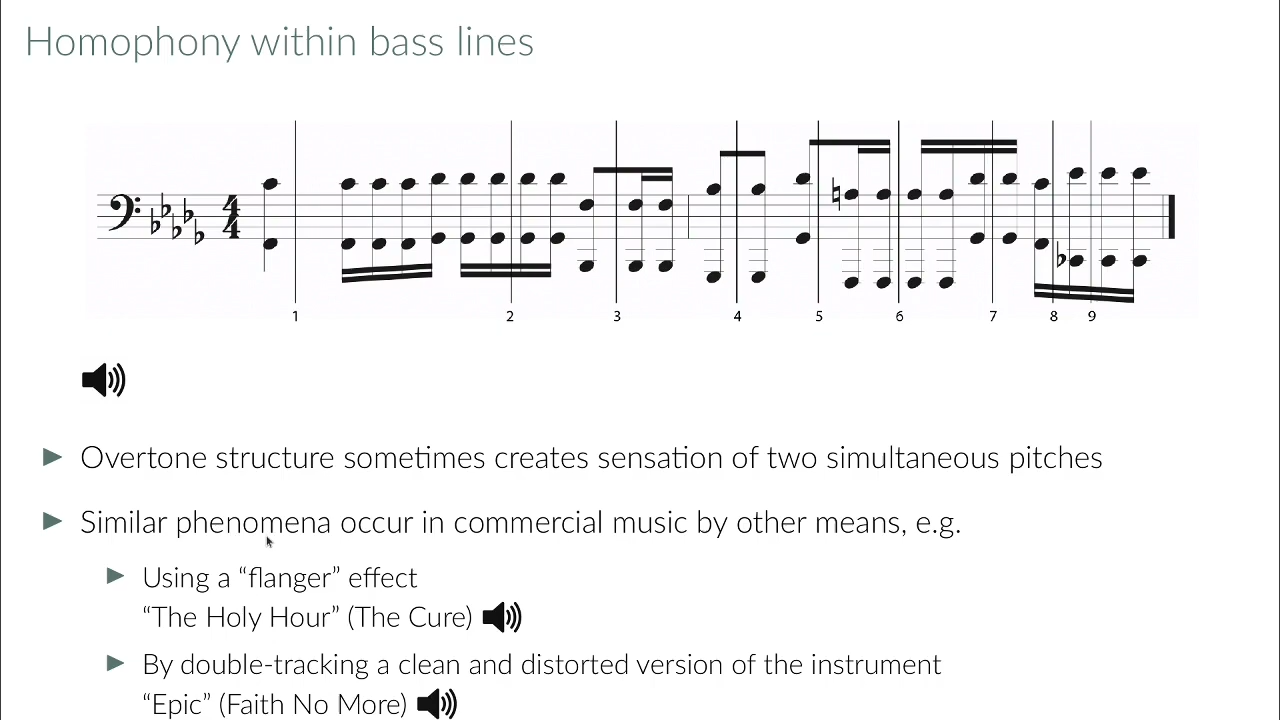 Homophony within bass lines
4
4
1 2 3 4 5 6 7 8 9
Overtone structure sometimes creates sensation of two simultaneous pitches
Similar phenomena occur in commercial music by other means, e.g.
Using a “flanger” effect
“The Holy Hour” (The Cure)
By double-tracking a clean and distorted version of the instrument
“Epic” (Faith No More)